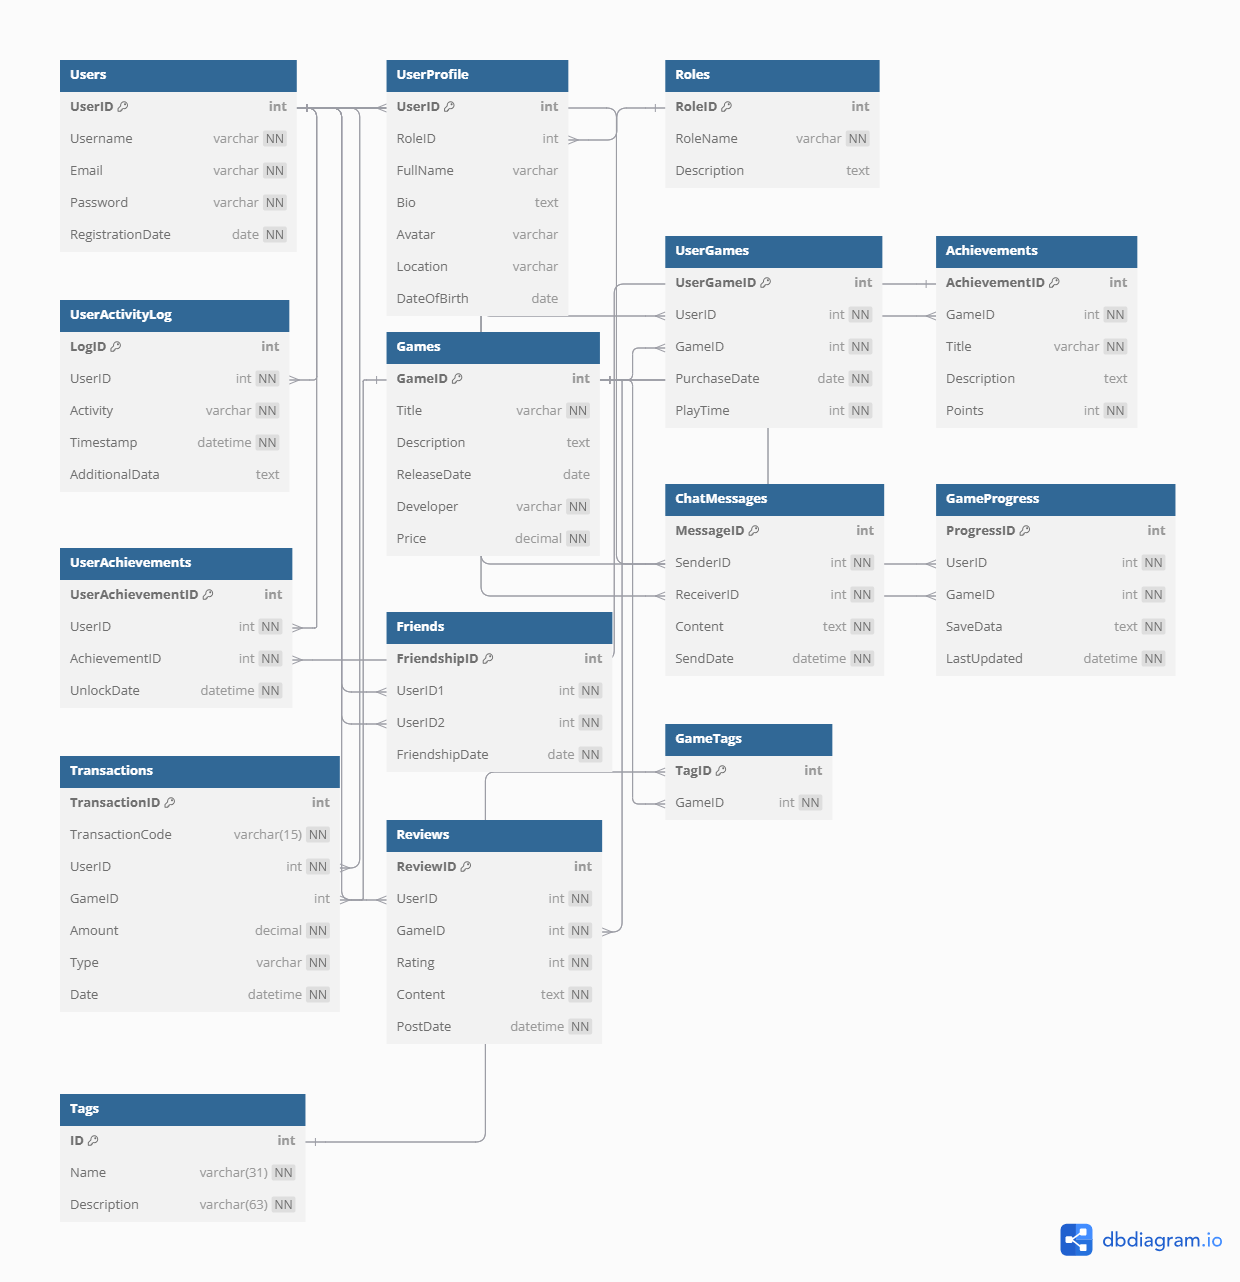 Users
UserID int
Username varchar NN
Email varchar NN
Password varchar NN
RegistrationDate date NN
UserProfile
UserID int
RoleID int
FullName varchar
Bio text
Avatar varchar
Location varchar
DateOfBirth date
Roles
RoleID int
RoleName varchar NN
Description text
UserGames
UserGameID int
UserID int NN
GameID int NN
PurchaseDate date NN
PlayTime int NN
Achievements
AchievementID int
GameID int NN
Title varchar NN
Description text
Points int NN
UserActivityLog
LogID int
UserID int NN
Activity varchar NN
Timestamp datetime NN
AdditionalData text
Games
GameID int
Title varchar NN
Description text
ReleaseDate date
Developer varchar NN
Price decimal NN
ChatMessages
MessageID int
SenderID int NN
ReceiverID int NN
Content text NN
SendDate datetime NN
GameProgress
ProgressID int
UserID int NN
GameID int NN
SaveData text NN
LastUpdated datetime NN
UserAchievements
UserAchievementID int
UserID int NN
AchievementID int NN
UnlockDate datetime NN
Friends
FriendshipID int
UserID1 int NN
UserID2 int NN
FriendshipDate date NN
GameTags
TagID int
GameID int NN
Transactions
TransactionID int
TransactionCode varchar(15) NN
UserID int NN
GameID int
Amount decimal NN
Type varchar NN
Date datetime NN
Reviews
ReviewID int
UserID int NN
GameID int NN
Rating int NN
Content text NN
PostDate datetime NN
Tags
ID int
Name varchar(31) NN
Description varchar(63) NN
dbdiagram.io